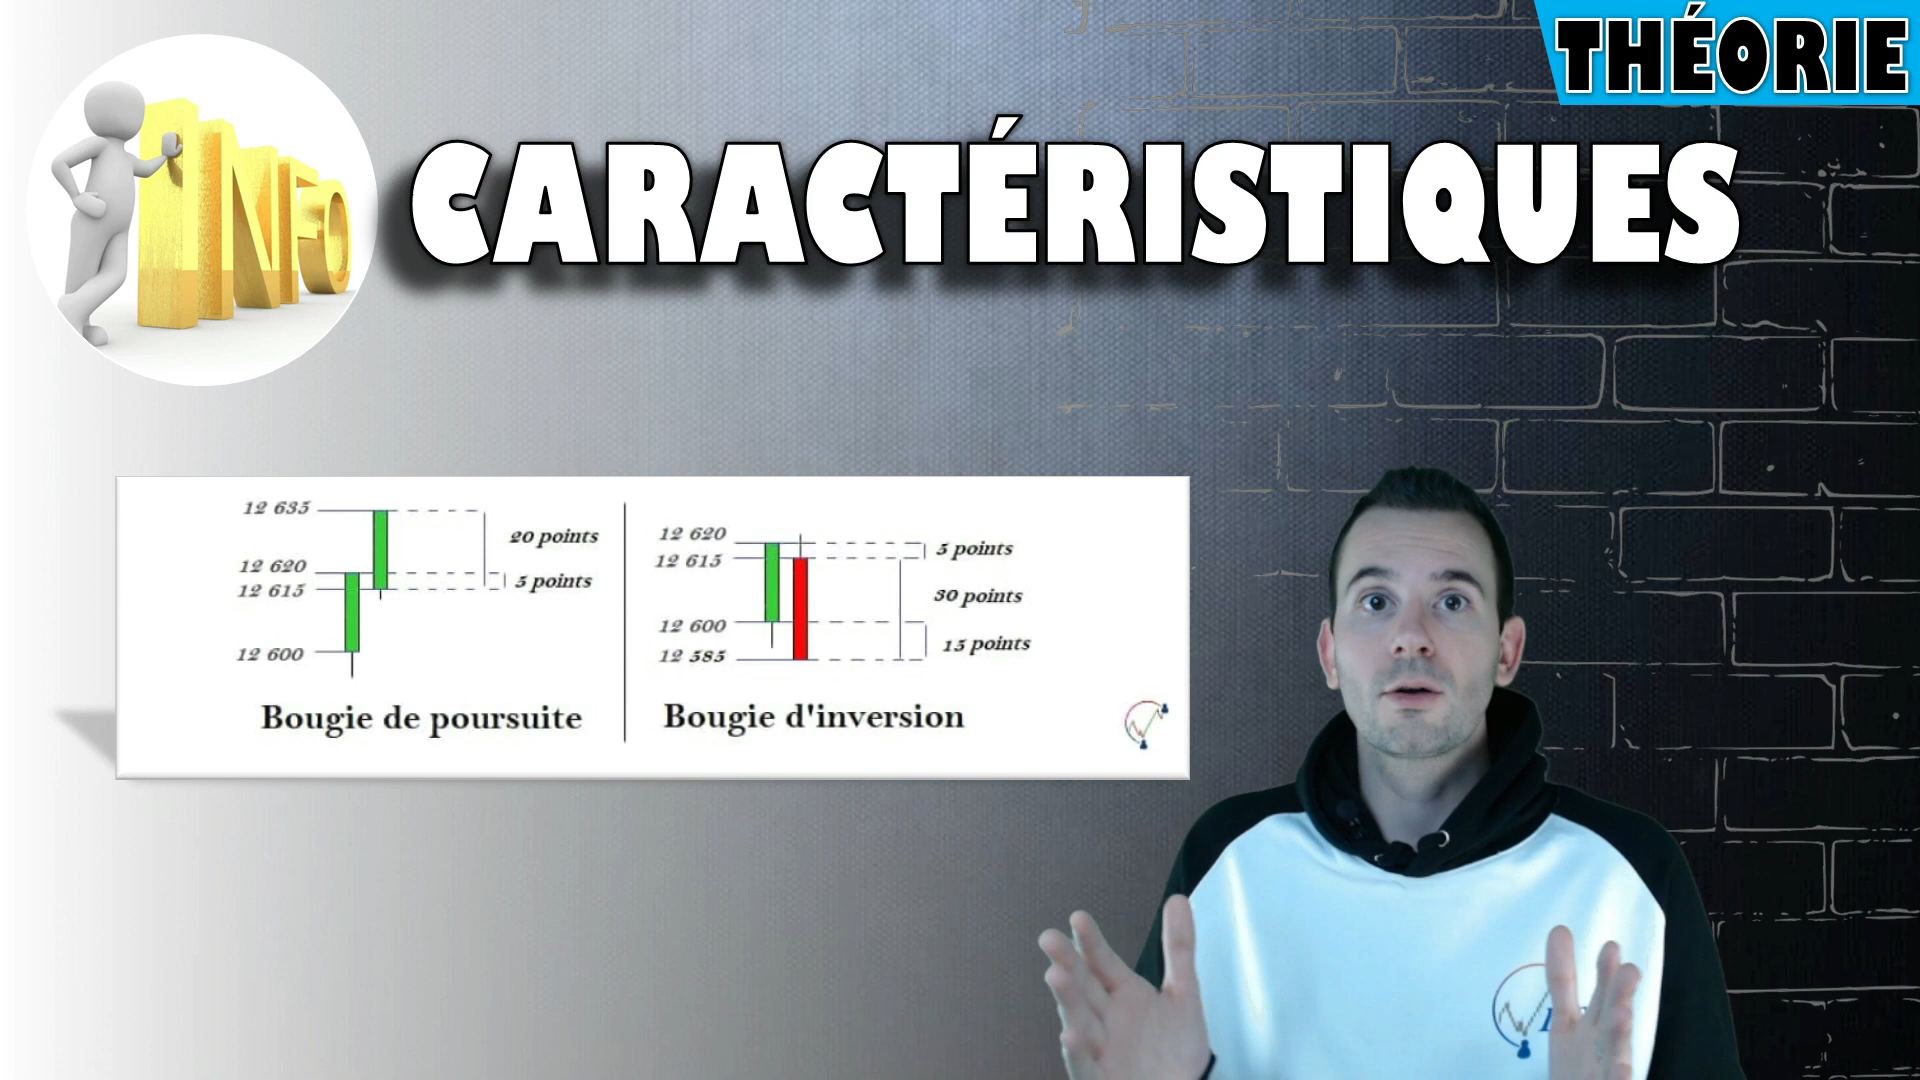 THÉORIE
INFO
CARACTÉRISTIQUES
12 635
20 points
12 620
5 points
12 615
12 600
Bougie de poursuite
12 620
5 points
12 615
30 points
12 600
15 points
12 585
Bougie d'inversion